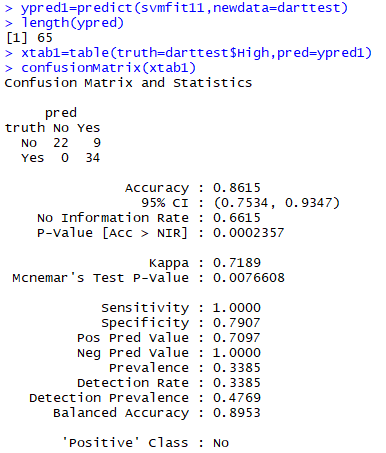 > ypred1=predict(svmfit11,newdata=darttest)
> length(ypred)
[1] 65
> xtab1=table(truth=darttest$High,pred=ypred1)
> confusionMatrix(xtab1)
Confusion Matrix and Statistics
pred
truth No Yes
No 22 9
Yes 0 34
Accuracy : 0.8615
95% CI : (0.7534, 0.9347)
No Information Rate : 0.6615
P-Value [Acc > NIR] : 0.0002357
Kappa : 0.7189
Mcnemar's Test P-Value : 0.0076608
Sensitivity : 1.0000
Specificity : 0.7907
Pos Pred Value : 0.7097
Neg Pred Value : 1.0000
Prevalence : 0.3385
Detection Rate : 0.3385
Detection Prevalence : 0.4769
Balanced Accuracy : 0.8953
'Positive' Class : No